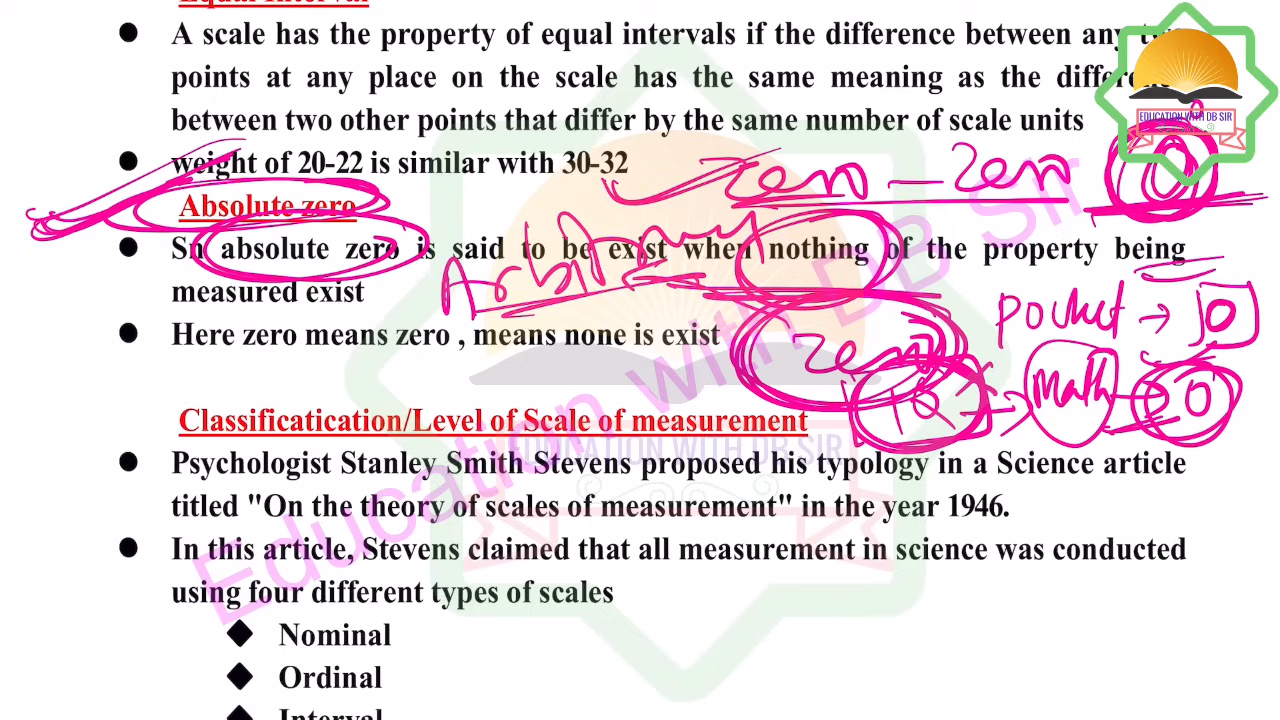 Equal Interval
● A scale has the property of equal intervals if the difference between any two
points at any place on the scale has the same meaning as the difference
between two other points that differ by the same number of scale units
● weight of 20-22 is similar with 30-32
zero – zero 0
Absolute zero
Arbitrary
● Sn absolute zero is said to be exist when nothing of the property being
measured exist
pocket → 0
● Here zero means zero , means none is exist
zero
math → 0
Classificatication/Level of Scale of measurement
● Psychologist Stanley Smith Stevens proposed his typology in a Science article
titled "On the theory of scales of measurement" in the year 1946.
● In this article, Stevens claimed that all measurement in science was conducted
using four different types of scales
◆ Nominal
◆ Ordinal
◆ Interval
EDUCATION WITH DB SIR
Education with DB Sir
EDUCATION WITH DB SIR